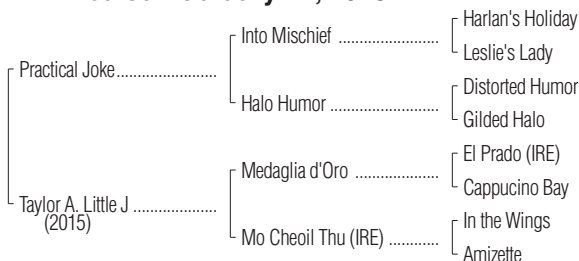 Harlan's Holiday
Into Mischief ........................
Leslie's Lady
Practical Joke........................
Distorted Humor
Halo Humor ..........................
Gilded Halo
El Prado (IRE)
Medaglia d'Oro ....................
Cappucino Bay
Taylor A. Little J ....................
(2015)
In the Wings
Mo Cheoil Thu (IRE) ............
Amizette